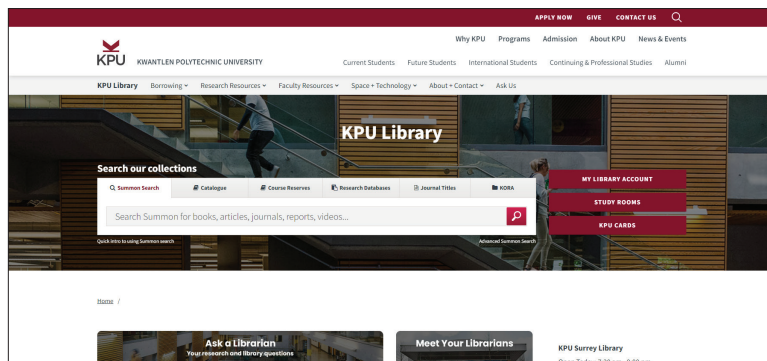 APPLY NOW GIVE CONTACT US
Why KPU Programs Admission About KPU News & Events
KPU KWANTLEN POLYTECHNIC UNIVERSITY
Current Students Future Students International Students Continuing & Professional Studies Alumni
KPU Library Borrowing Research Resources Faculty Resources Space + Technology About + Contact Ask Us
KPU Library
Search our collections
Summon Search Catalogue Course Reserves Research Databases Journal Titles KORA
Search Summon for books, articles, journals, reports, videos...
Quick intro to using Summon search Advanced Summon Search
MY LIBRARY ACCOUNT
STUDY ROOMS
KPU CARDS
Home /
Ask a Librarian
Your research and library questions
Meet Your Librarians
KPU Surrey Library